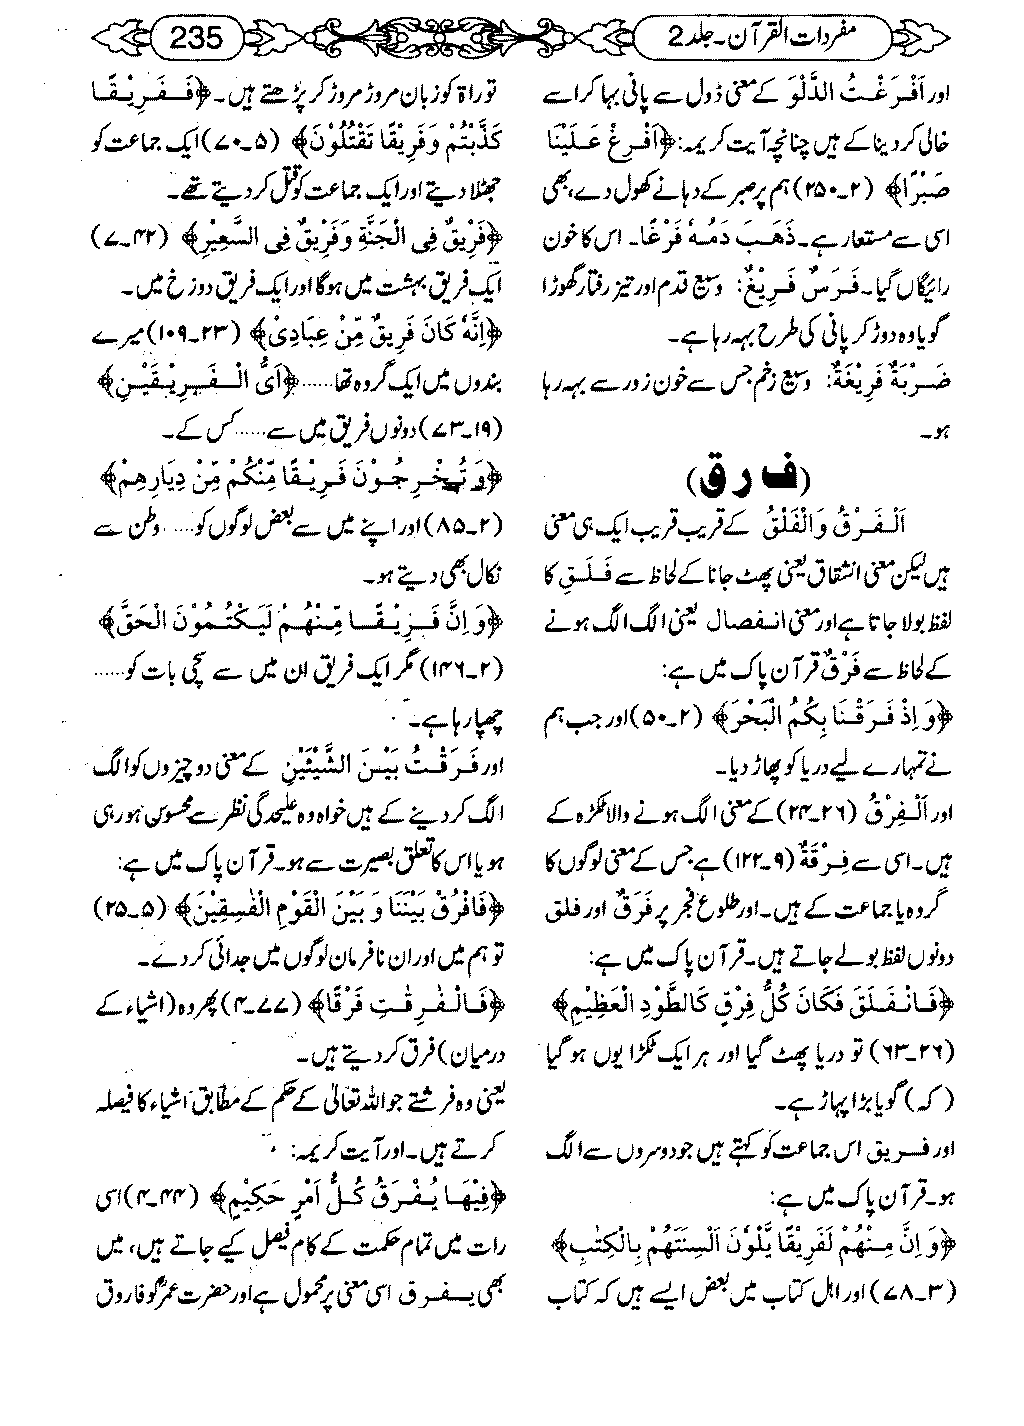 مفردات القرآن۔ جلد 2
235
اور اَفْرَغْتُ الدَّلْوَ کے معنی ڈول سے پانی بہا کر اسے
خالی کر دینا کے ہیں چنانچہ آیت کریمہ: ﴿اَفْرِغْ عَلَیْنَا
صَبْرًا﴾ (۲۔۲۵۰) ہم پر صبر کے دہانے کھول دے، بھی
اسی سے مستعار ہے۔ ذَھَبَ دَمُهٗ فَرْغًا۔ اس کا خون
رائیگاں گیا۔ فَرَسٌ فَرِیْغٌ: وسیع قدم اور تیز رفتار گھوڑا
گویا وہ دوڑ کر پانی کی طرح بہہ رہا ہے۔
ضَرْبَةٌ فَرِیْغَةٌ: وسیع زخم جس سے خون زور سے بہہ رہا
ہو۔
(ف ر ق)
اَلْفَرْقُ وَالْفَلْقُ کے قریب قریب ایک ہی معنی
ہیں لیکن معنی انشقاق یعنی پھٹ جانا کے لحاظ سے فَلَق کا
لفظ بولا جاتا ہے اور معنی انفصال یعنی الگ الگ ہونے
کے لحاظ سے فَرْقٌ قرآن پاک میں ہے:
﴿وَاِذْ فَرَقْنَا بِکُمُ الْبَحْرَ﴾ (۲۔۵۰) اور جب ہم
نے تمہارے لیے دریا کو پھاڑ دیا۔
اور اَلْفِرْقُ (۲۶۔۲۴) کے معنی الگ ہونے والا ٹکڑہ کے
ہیں۔ اسی سے فِرْقَةٌ (۹۔۱۲۲) ہے جس کے معنی لوگوں کا
گروہ یا جماعت کے ہیں۔ اور طلوع فجر پر فَرَقٌ اور فلق
دونوں لفظ بولے جاتے ہیں۔ قرآن پاک میں ہے:
﴿فَانْفَلَقَ فَکَانَ کُلُّ فِرْقٍ کَالطَّوْدِ الْعَظِیْمِ﴾
(۲۶۔۶۳) تو دریا پھٹ گیا اور ہر ایک ٹکڑا یوں ہو گیا
(کہ) گویا بڑا پہاڑ ہے۔
اور فریق اس جماعت کو کہتے ہیں جو دوسروں سے الگ
ہو۔ قرآن پاک میں ہے:
﴿وَاِنَّ مِنْھُمْ لَفَرِیْقًا یَّلْوٗنَ اَلْسِنَتَھُمْ بِالْکِتٰبِ﴾
(۳۔۷۸) اور اہل کتاب میں بعض ایسے ہیں کہ کتاب
توراۃ کو زبان مروڑ مروڑ کر پڑھتے ہیں۔ ﴿فَفَرِیْقًا
کَذَّبْتُمْ وَفَرِیْقًا تَقْتُلُوْنَ﴾ (۵۔۷۰) ایک جماعت کو
جھٹلا دیتے اور ایک جماعت کو قتل کر دیتے تھے۔
﴿فَرِیْقٌ فِی الْجَنَّةِ وَفَرِیْقٌ فِی السَّعِیْرِ﴾ (۴۲۔۷)
ایک فریق بہشت میں ہو گا اور ایک فریق دوزخ میں۔
﴿اِنَّهٗ کَانَ فَرِیْقٌ مِّنْ عِبَادِیْ﴾ (۲۳۔۱۰۹) میرے
بندوں میں ایک گروہ تھا ...... ﴿اَیُّ الْفَرِیْقَیْنِ﴾
(۱۹۔۷۳) دونوں فریق میں سے ...... کس کے۔
﴿وَتُخْرِجُوْنَ فَرِیْقًا مِّنْکُمْ مِّنْ دِیَارِھِمْ﴾
(۲۔۸۵) اور اپنے میں سے بعض لوگوں کو ...... وطن سے
نکال بھی دیتے ہو۔
﴿وَاِنَّ فَرِیْقًا مِّنْھُمْ لَیَکْتُمُوْنَ الْحَقَّ﴾
(۲۔۱۴۶) مگر ایک فریق ان میں سے سچی بات کو ......
چھپا رہا ہے۔
اور فَرَقْتُ بَیْنَ الشَّیْئَیْنِ کے معنی دو چیزوں کو الگ
الگ کر دینے کے ہیں خواہ وہ علیحدگی نظر سے محسوس ہو رہی
ہو یا اس کا تعلق بصیرت سے ہو۔ قرآن پاک میں ہے:
﴿فَافْرُقْ بَیْنَنَا وَ بَیْنَ الْقَوْمِ الْفٰسِقِیْنَ﴾ (۵۔۲۵)
تو ہم میں اور ان نافرمان لوگوں میں جدائی کر دے۔
﴿فَالْفٰرِقٰتِ فَرْقًا﴾ (۷۷۔۴) پھر وہ (اشیاء کے
درمیان) فرق کر دیتے ہیں۔
یعنی وہ فرشتے جو اللہ تعالیٰ کے حکم کے مطابق اشیاء کا فیصلہ
کرتے ہیں۔ اور آیت کریمہ:
﴿فِیْھَا یُفْرَقُ کُلُّ اَمْرٍ حَکِیْمٍ﴾ (۴۴۔۴) اسی
رات میں تمام حکمت کے کام فیصل کیے جاتے ہیں، میں
بھی یفرق اسی معنی پر محمول ہے اور حضرت عمرؓ کو فاروق